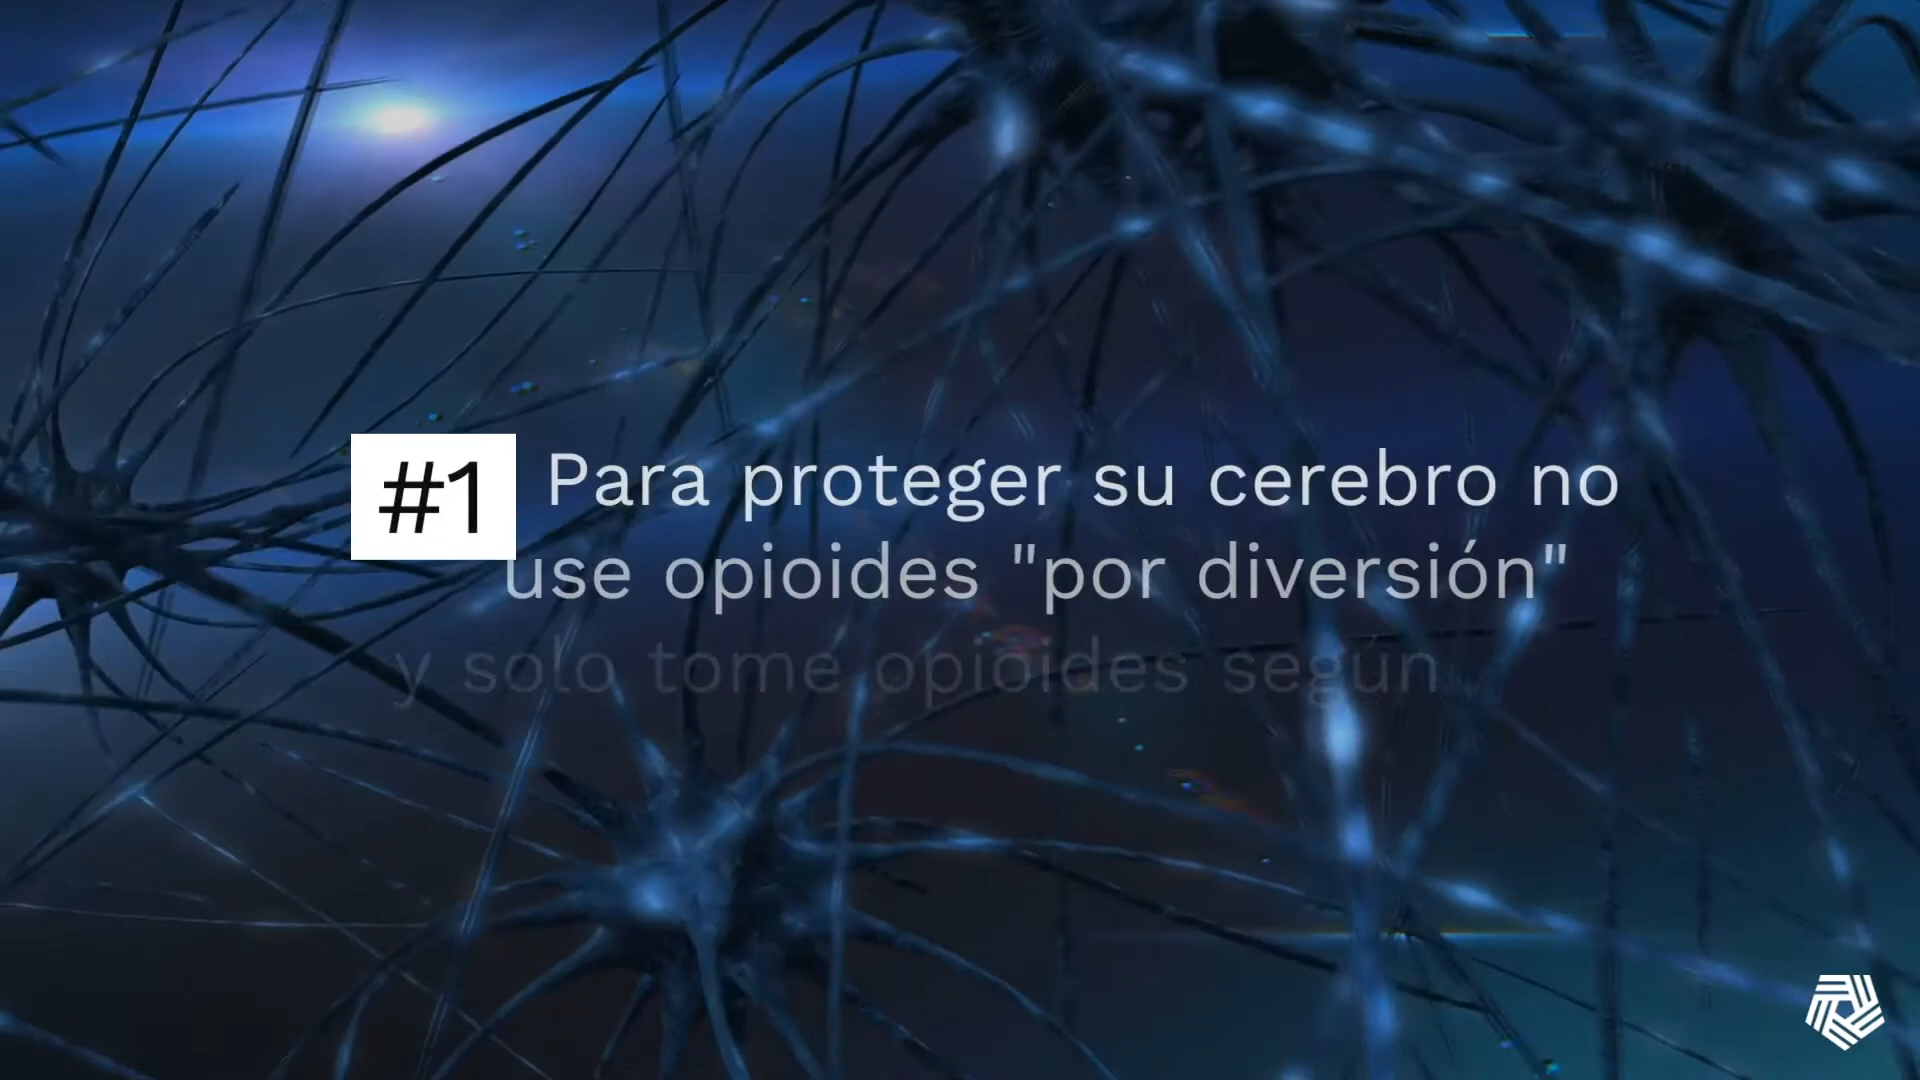 #1 Para proteger su cerebro no
use opioides "por diversión"
y solo tome opioides según